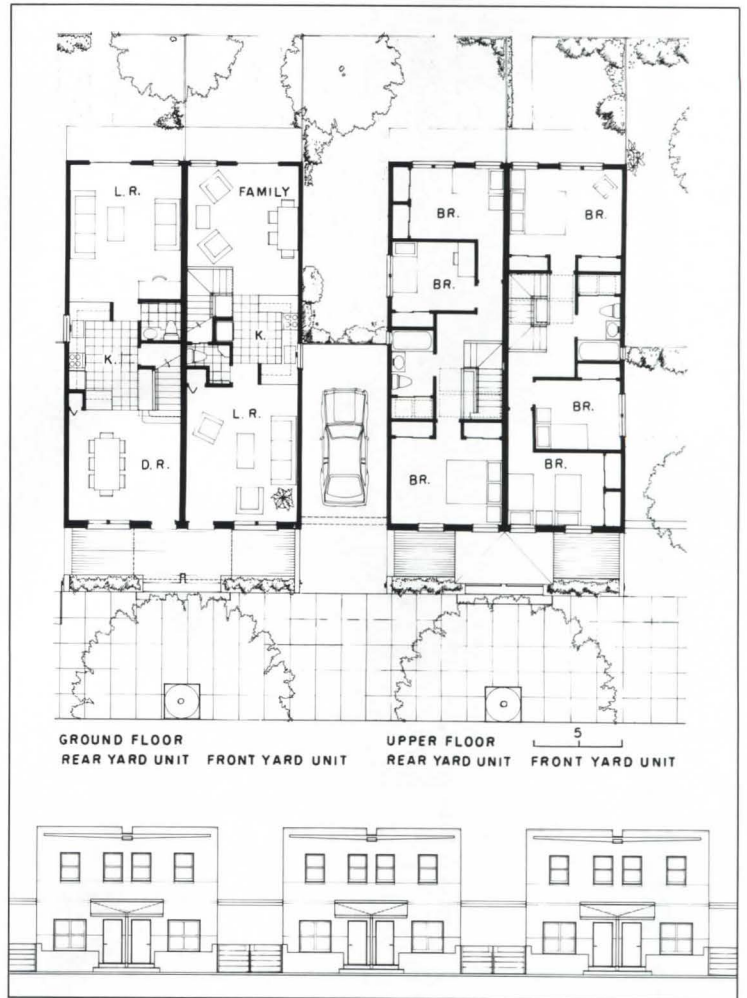 L.R.
FAMILY
BR.
BR.
BR.
K.
K.
L.R.
D.R.
BR.
BR.
BR.
GROUND FLOOR
REAR YARD UNIT FRONT YARD UNIT
UPPER FLOOR
REAR YARD UNIT FRONT YARD UNIT
5